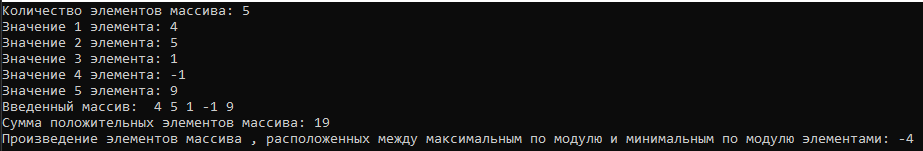 Количество элементов массива: 5
Значение 1 элемента: 4
Значение 2 элемента: 5
Значение 3 элемента: 1
Значение 4 элемента: -1
Значение 5 элемента: 9
Введенный массив:  4 5 1 -1 9
Сумма положительных элементов массива: 19
Произведение элементов массива , расположенных между максимальным по модулю и минимальным по модулю элементами: -4